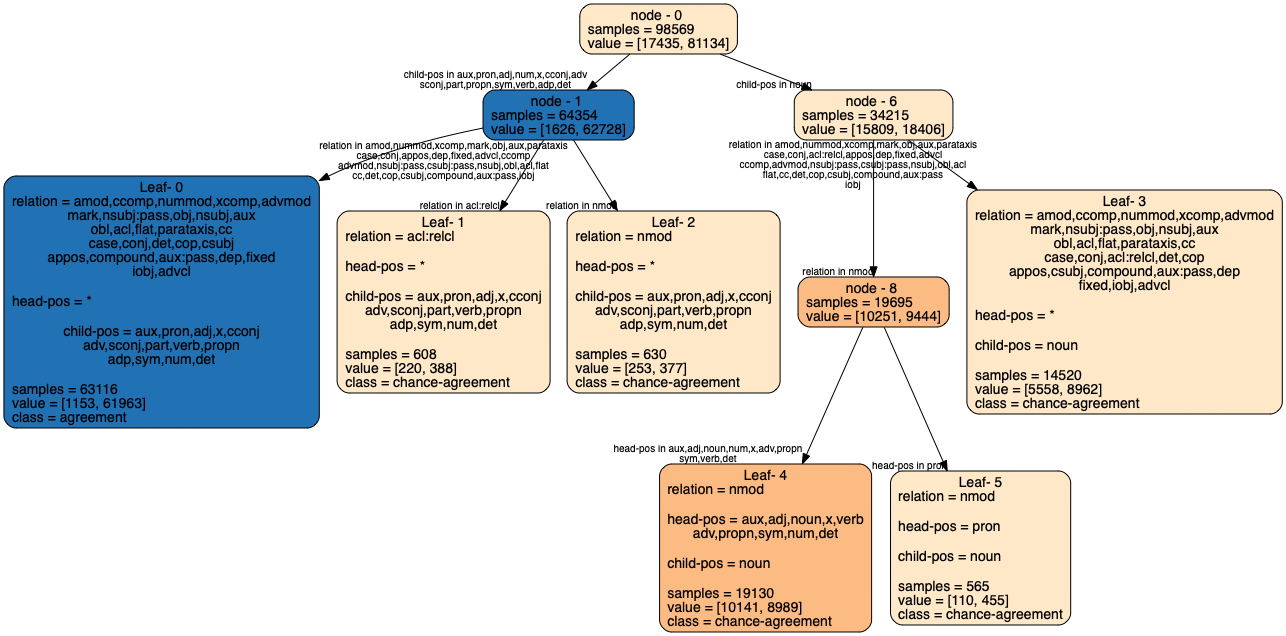 node - 0
samples = 98569
value = [17435, 81134]
child-pos in aux,pron,adj,num,x,cconj,adv
sconj,part,propn,sym,verb,adp,det
child-pos in noun
node - 1
samples = 64354
value = [1626, 62728]
node - 6
samples = 34215
value = [15809, 18406]
relation in amod,nummod,xcomp,mark,obj,aux,parataxis
case,conj,appos,dep,fixed,advcl,ccomp
advmod,nsubj:pass,csubj:pass,nsubj,obl,acl,flat
cc,det,cop,csubj,compound,aux:pass,iobj
relation in acl:relcl
relation in nmod
relation in amod,nummod,xcomp,mark,obj,aux,parataxis
case,conj,acl:relcl,appos,dep,fixed,advcl
ccomp,advmod,nsubj:pass,csubj:pass,nsubj,obl,acl
flat,cc,det,cop,csubj,compound,aux:pass
iobj
relation in nmod
Leaf- 0
relation = amod,ccomp,nummod,xcomp,advmod
mark,nsubj:pass,obj,nsubj,aux
obl,acl,flat,parataxis,cc
case,conj,det,cop,csubj
appos,compound,aux:pass,dep,fixed
iobj,advcl
head-pos = *
child-pos = aux,pron,adj,x,cconj
adv,sconj,part,verb,propn
adp,sym,num,det
samples = 63116
value = [1153, 61963]
class = agreement
Leaf- 1
relation = acl:relcl
head-pos = *
child-pos = aux,pron,adj,x,cconj
adv,sconj,part,verb,propn
adp,sym,num,det
samples = 608
value = [220, 388]
class = chance-agreement
Leaf- 2
relation = nmod
head-pos = *
child-pos = aux,pron,adj,x,cconj
adv,sconj,part,verb,propn
adp,sym,num,det
samples = 630
value = [253, 377]
class = chance-agreement
node - 8
samples = 19695
value = [10251, 9444]
Leaf- 3
relation = amod,ccomp,nummod,xcomp,advmod
mark,nsubj:pass,obj,nsubj,aux
obl,acl,flat,parataxis,cc
case,conj,acl:relcl,det,cop
appos,csubj,compound,aux:pass,dep
fixed,iobj,advcl
head-pos = *
child-pos = noun
samples = 14520
value = [5558, 8962]
class = chance-agreement
head-pos in aux,adj,noun,num,x,adv,propn
sym,verb,det
head-pos in pron
Leaf- 4
relation = nmod
head-pos = aux,adj,noun,x,verb
adv,propn,sym,num,det
child-pos = noun
samples = 19130
value = [10141, 8989]
class = chance-agreement
Leaf- 5
relation = nmod
head-pos = pron
child-pos = noun
samples = 565
value = [110, 455]
class = chance-agreement